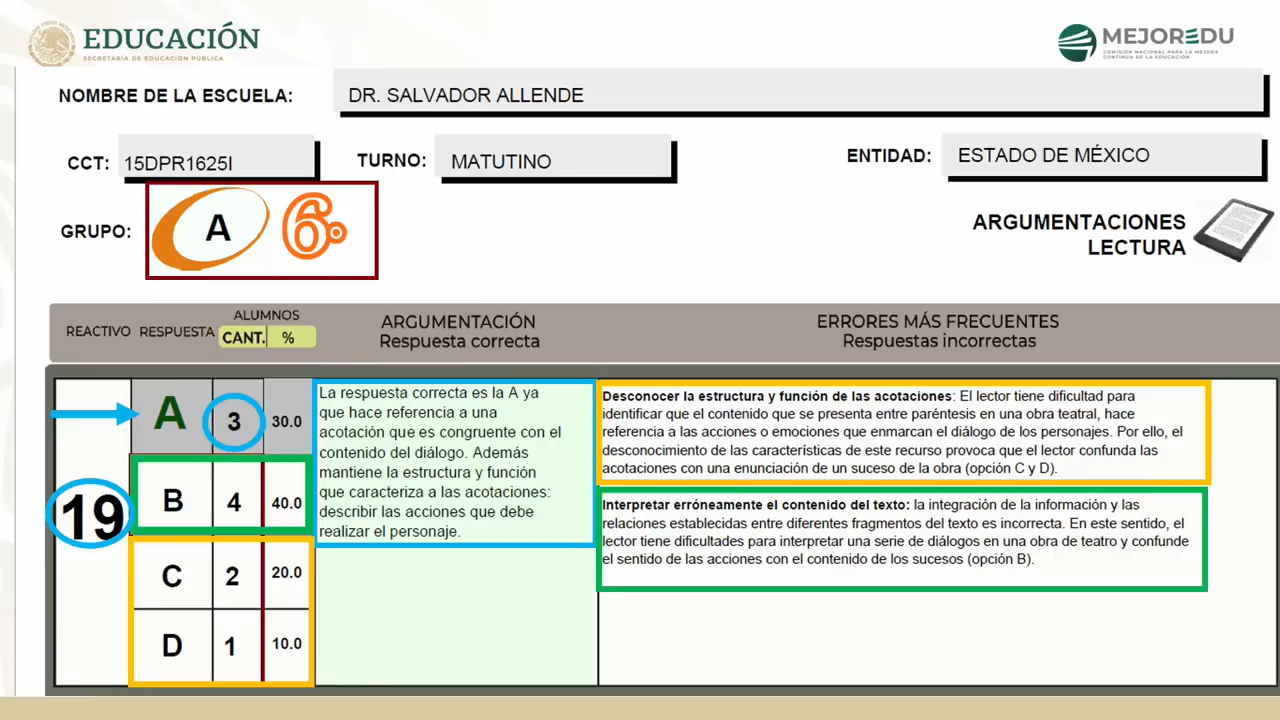 EDUCACIÓN
SECRETARÍA DE EDUCACIÓN PÚBLICA
MEJOREDU
COMISIÓN NACIONAL PARA LA MEJORA
CONTINUA DE LA EDUCACIÓN
NOMBRE DE LA ESCUELA: DR. SALVADOR ALLENDE
CCT: 15DPR1625I TURNO: MATUTINO ENTIDAD: ESTADO DE MÉXICO
GRUPO: A 6°
ARGUMENTACIONES
LECTURA
REACTIVO RESPUESTA ALUMNOS
CANT. %
ARGUMENTACIÓN
Respuesta correcta
ERRORES MÁS FRECUENTES
Respuestas incorrectas
19
A 3 30.0
B 4 40.0
C 2 20.0
D 1 10.0
La respuesta correcta es la A ya
que hace referencia a una
acotación que es congruente con el
contenido del diálogo. Además
mantiene la estructura y función
que caracteriza a las acotaciones:
describir las acciones que debe
realizar el personaje.
Desconocer la estructura y función de las acotaciones: El lector tiene dificultad para
identificar que el contenido que se presenta entre paréntesis en una obra teatral, hace
referencia a las acciones o emociones que enmarcan el diálogo de los personajes. Por ello, el
desconocimiento de las características de este recurso provoca que el lector confunda las
acotaciones con una enunciación de un suceso de la obra (opción C y D).
Interpretar erróneamente el contenido del texto: la integración de la información y las
relaciones establecidas entre diferentes fragmentos del texto es incorrecta. En este sentido, el
lector tiene dificultades para interpretar una serie de diálogos en una obra de teatro y confunde
el sentido de las acciones con el contenido de los sucesos (opción B).